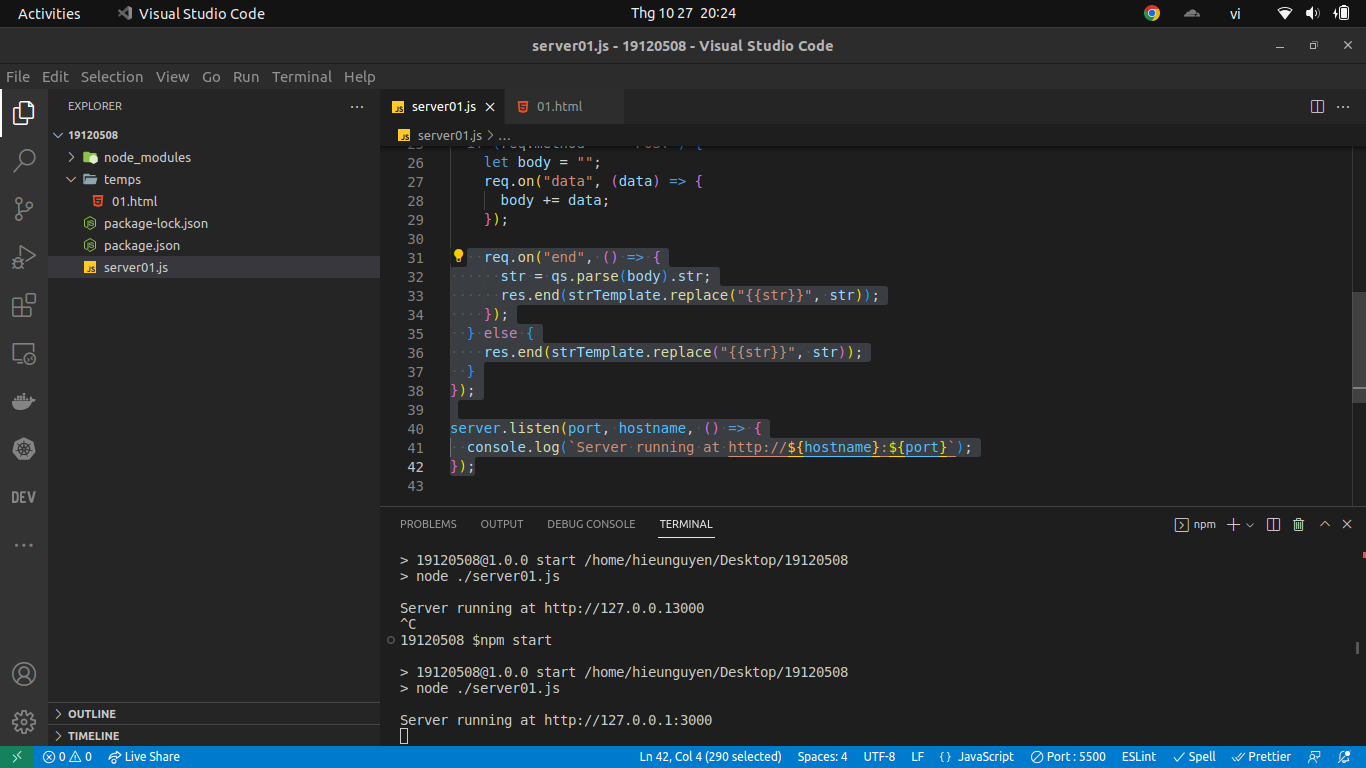 Activities Visual Studio Code Thg 10 27 20:24 vi
server01.js - 19120508 - Visual Studio Code
File Edit Selection View Go Run Terminal Help
EXPLORER
19120508
node_modules
temps
01.html
package-lock.json
package.json
server01.js
OUTLINE
TIMELINE
DEV
server01.js 01.html
server01.js > ...
26 let body = "";
27 req.on("data", (data) => {
28 body += data;
29 });
30
31 req.on("end", () => {
32 str = qs.parse(body).str;
33 res.end(strTemplate.replace("{{str}}", str));
34 });
35 } else {
36 res.end(strTemplate.replace("{{str}}", str));
37 }
38 });
39
40 server.listen(port, hostname, () => {
41 console.log(`Server running at http://${hostname}:${port}`);
42 });
43
PROBLEMS OUTPUT DEBUG CONSOLE TERMINAL npm
> 19120508@1.0.0 start /home/hieunguyen/Desktop/19120508
> node ./server01.js
Server running at http://127.0.0.13000
^C
19120508 $npm start
> 19120508@1.0.0 start /home/hieunguyen/Desktop/19120508
> node ./server01.js
Server running at http://127.0.0.1:3000
0 0 Live Share Ln 42, Col 4 (290 selected) Spaces: 4 UTF-8 LF {} JavaScript Port : 5500 ESLint Spell Prettier